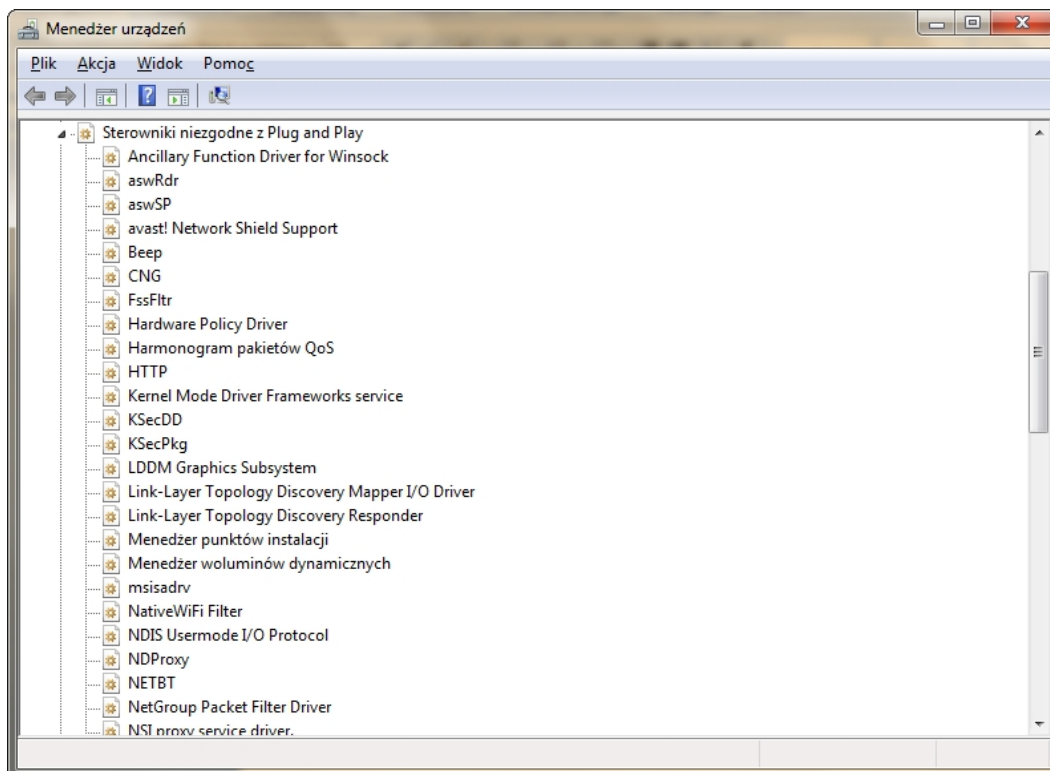 Menedżer urządzeń
Plik Akcja Widok Pomoc
Sterowniki niezgodne z Plug and Play
Ancillary Function Driver for Winsock
aswRdr
aswSP
avast! Network Shield Support
Beep
CNG
FssFltr
Hardware Policy Driver
Harmonogram pakietów QoS
HTTP
Kernel Mode Driver Frameworks service
KSecDD
KSecPkg
LDDM Graphics Subsystem
Link-Layer Topology Discovery Mapper I/O Driver
Link-Layer Topology Discovery Responder
Menedżer punktów instalacji
Menedżer woluminów dynamicznych
msisadrv
NativeWiFi Filter
NDIS Usermode I/O Protocol
NDProxy
NETBT
NetGroup Packet Filter Driver
NSI proxy service driver.